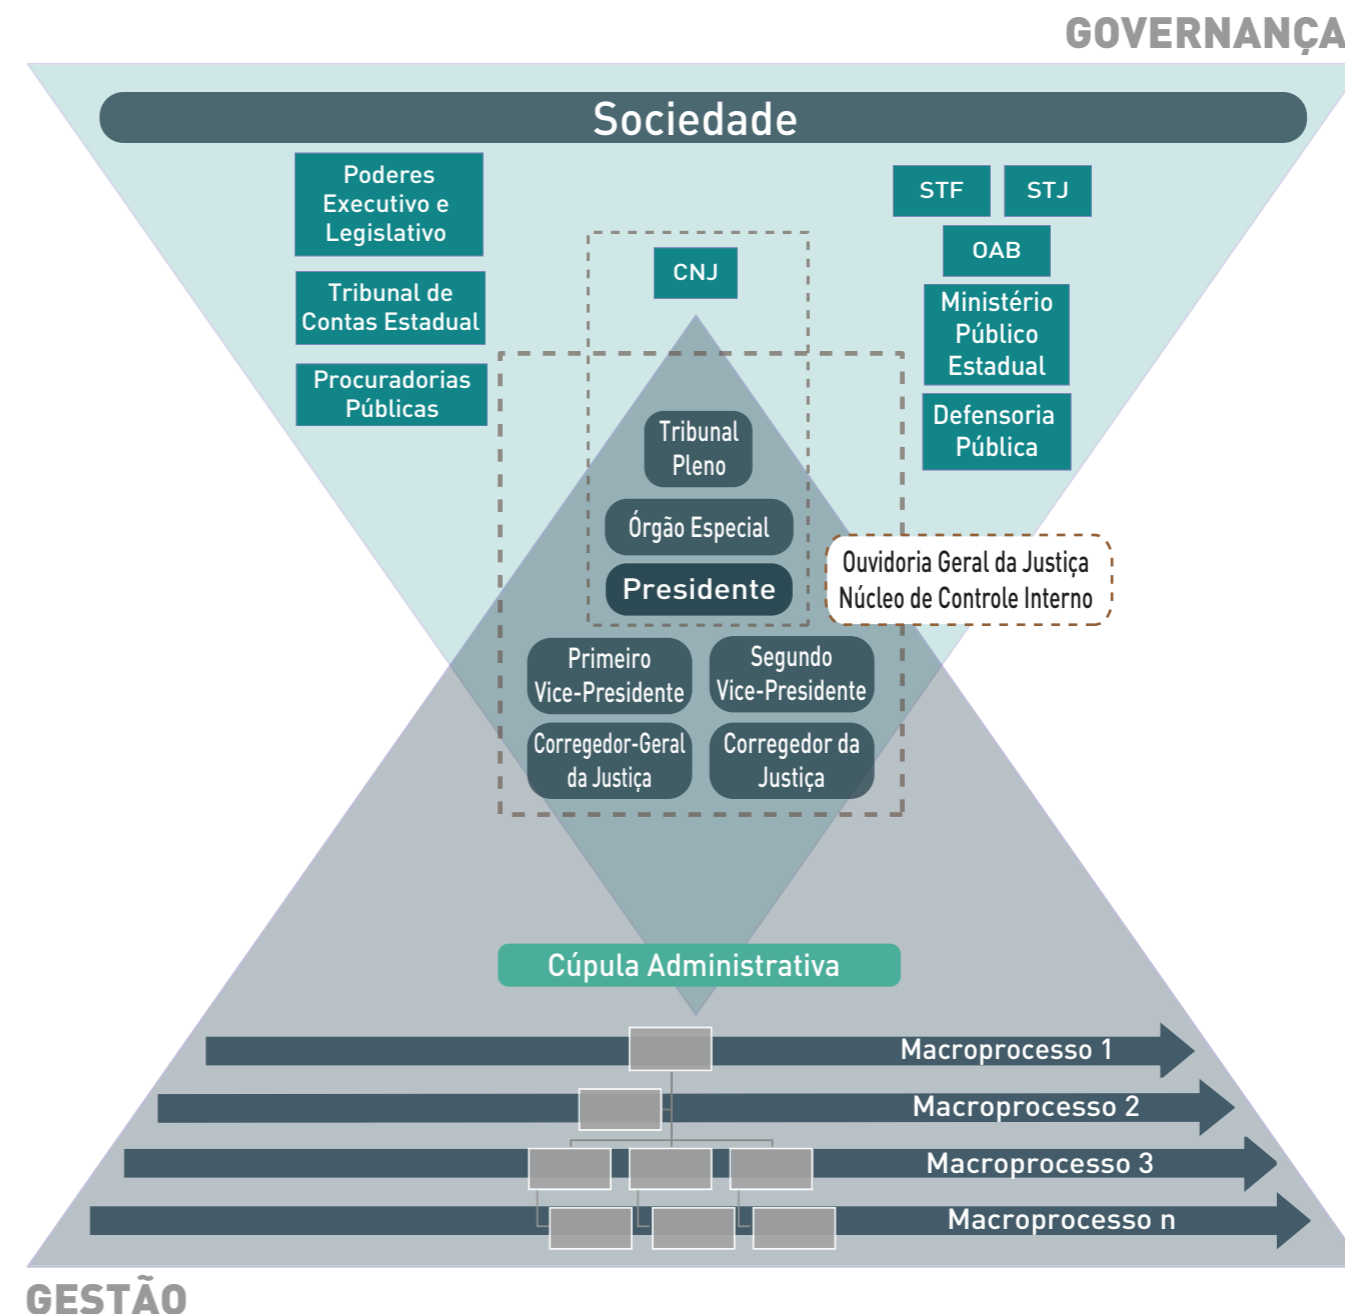 GOVERNANÇA
Sociedade
Poderes
Executivo e
Legislativo
Tribunal de
Contas Estadual
Procuradorias
Públicas
CNJ
STF
STJ
OAB
Ministério
Público
Estadual
Defensoria
Pública
Tribunal
Pleno
Órgão Especial
Presidente
Ouvidoria Geral da Justiça
Núcleo de Controle Interno
Primeiro
Vice-Presidente
Segundo
Vice-Presidente
Corregedor-Geral
da Justiça
Corregedor da
Justiça
Cúpula Administrativa
Macroprocesso 1
Macroprocesso 2
Macroprocesso 3
Macroprocesso n
GESTÃO